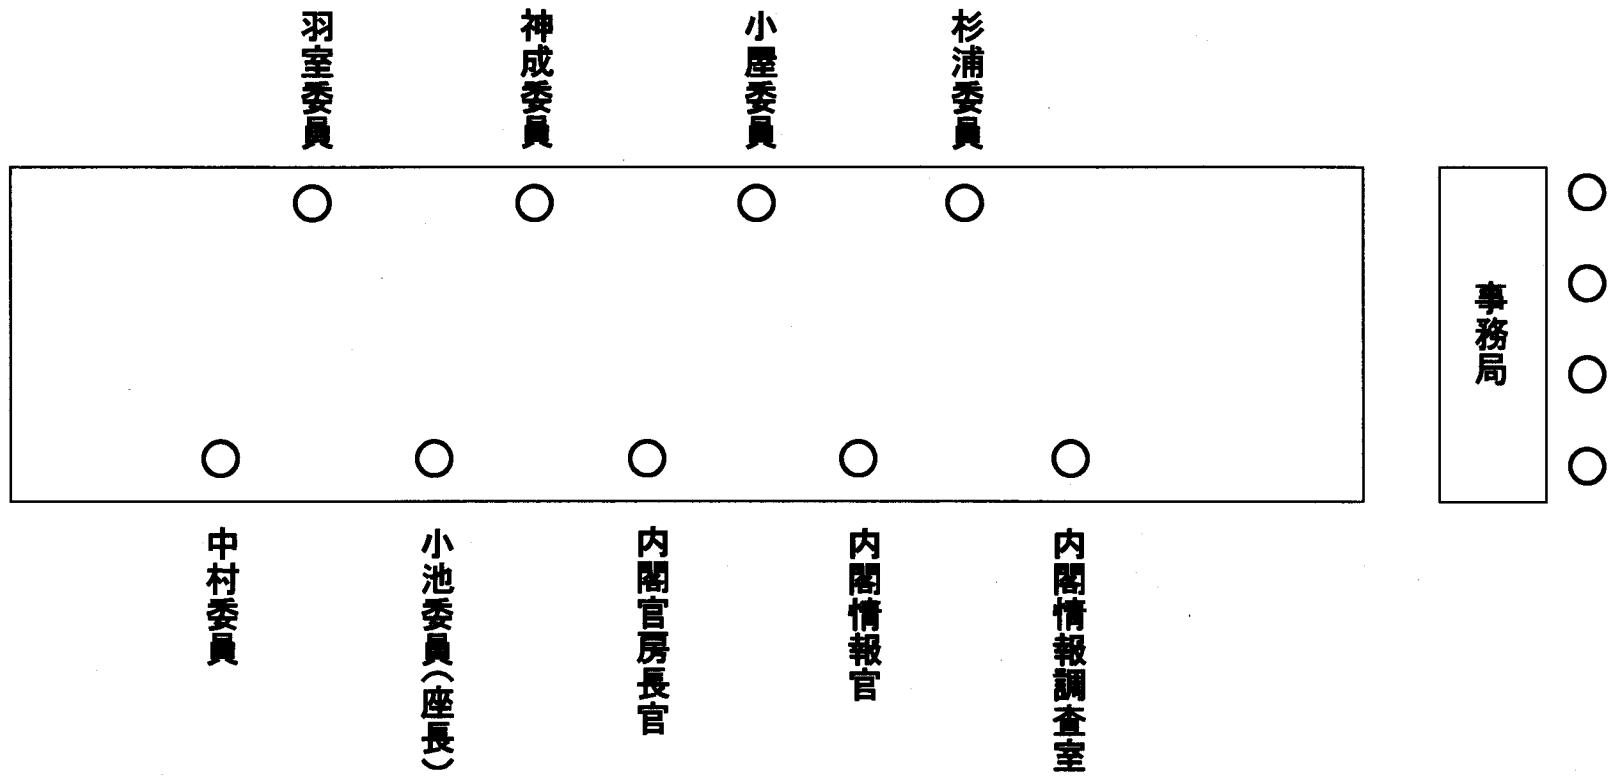 羽室委員
神成委員
小屋委員
杉浦委員
事務局
中村委員
小池委員（座長）
内閣官房長官
内閣情報官
内閣情報調査室